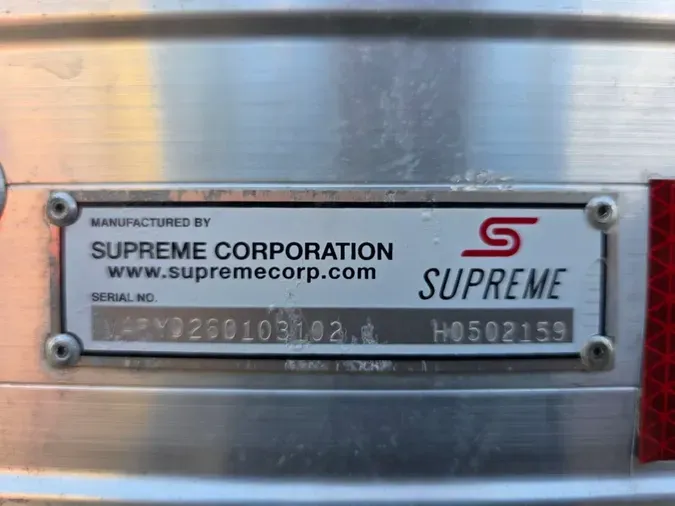 MANUFACTURED BY
SUPREME CORPORATION
www.supremecorp.com
SUPREME
SERIAL NO.
H0502159